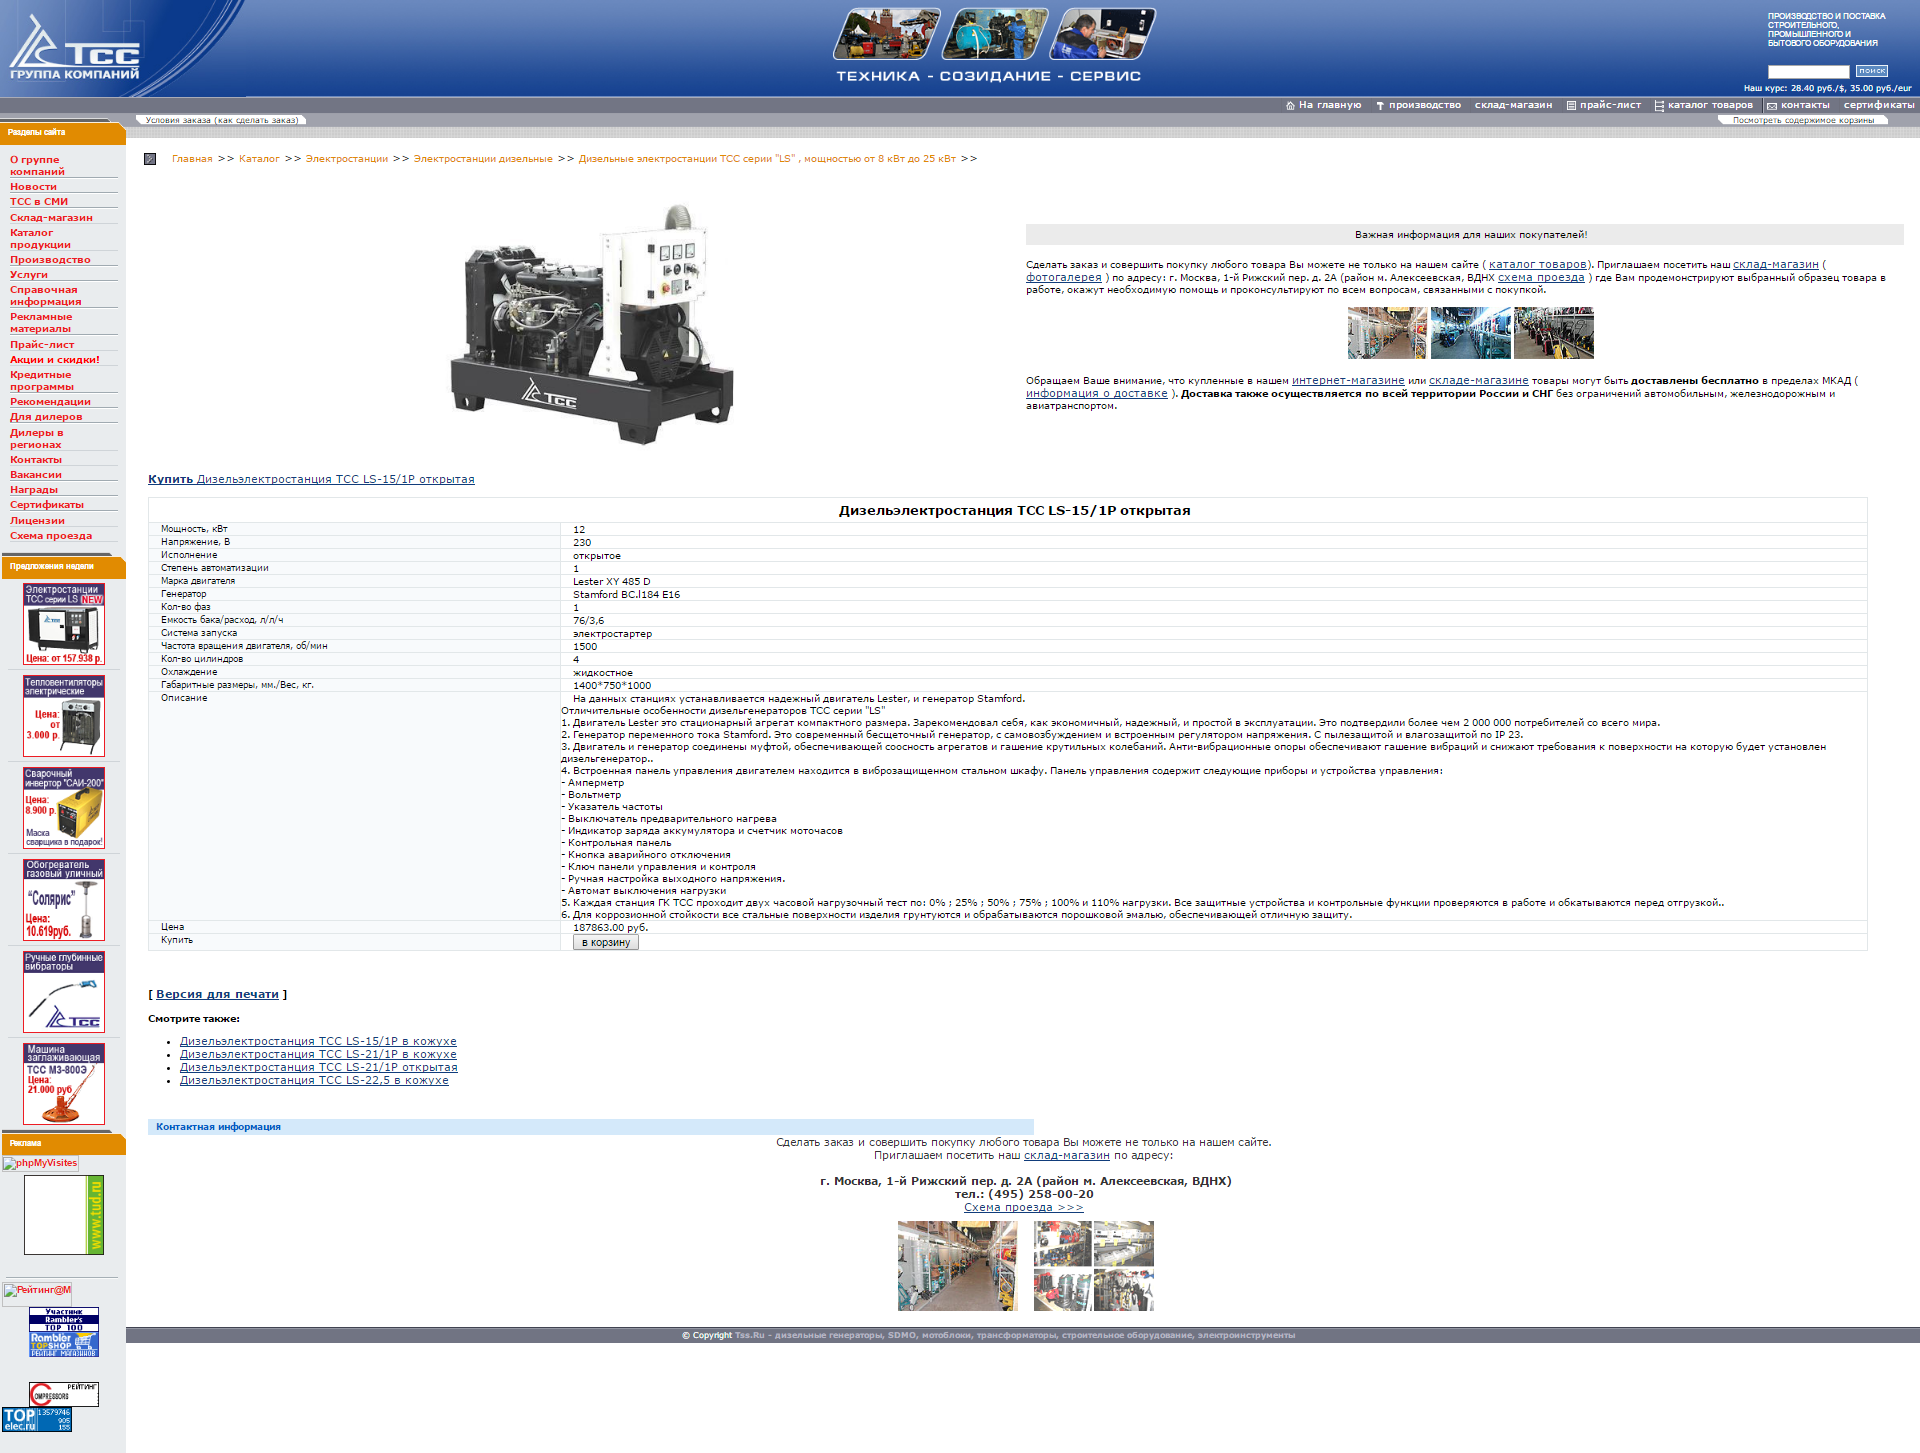 ТСС
ГРУППА КОМПАНИЙ
ТЕХНИКА - СОЗИДАНИЕ - СЕРВИС
ПРОИЗВОДСТВО И ПОСТАВКА
СТРОИТЕЛЬНОГО,
ПРОМЫШЛЕННОГО И
БЫТОВОГО ОБОРУДОВАНИЯ
поиск
Наш курс: 28.40 руб./$, 35.00 руб./eur
На главную производство склад-магазин прайс-лист каталог товаров контакты сертификаты
Условия заказа (как сделать заказ)
Посмотреть содержимое корзины
Разделы сайта
О группе
компаний
Новости
ТСС в СМИ
Склад-магазин
Каталог
продукции
Производство
Услуги
Справочная
информация
Рекламные
материалы
Прайс-лист
Акции и скидки!
Кредитные
программы
Рекомендации
Для дилеров
Дилеры в
регионах
Контакты
Вакансии
Награды
Сертификаты
Лицензии
Схема проезда
Предложения недели
Электростанции
ТСС серии LS NEW
Цена: от 157.938 р.
Тепловентиляторы
электрические
Цена:
от
3.000 р.
Сварочный
инвертор "САИ-200"
Цена:
8.900 р.
Маска
сварщика в подарок!
Обогреватель
газовый уличный
"Солярис"
Цена:
10.619руб.
Ручные глубинные
вибраторы
ТСС
Машина
заглаживающая
ТСС МЗ-800Э
Цена:
21.000 руб
Реклама
phpMyVisites
www.tud.ru
Рейтинг@M
Участник
Rambler's
TOP 100
Rambler
TOPSHOP
РЕЙТИНГ МАГАЗИНОВ
РЕЙТИНГ
COMPRESSORS
TOP
elec.ru
13579746
905
155
Главная >> Каталог >> Электростанции >> Электростанции дизельные >> Дизельные электростанции ТСС серии "LS" , мощностью от 8 кВт до 25 кВт >>
ТСС
Важная информация для наших покупателей!
Сделать заказ и совершить покупку любого товара Вы можете не только на нашем сайте ( каталог товаров). Приглашаем посетить наш склад-магазин (
фотогалерея ) по адресу: г. Москва, 1-й Рижский пер. д. 2А (район м. Алексеевская, ВДНХ схема проезда ) где Вам продемонстрируют выбранный образец товара в
работе, окажут необходимую помощь и проконсультируют по всем вопросам, связанными с покупкой.
Обращаем Ваше внимание, что купленные в нашем интернет-магазине или складе-магазине товары могут быть доставлены бесплатно в пределах МКАД (
информация о доставке ). Доставка также осуществляется по всей территории России и СНГ без ограничений автомобильным, железнодорожным и
авиатранспортом.
Купить Дизельэлектростанция ТСС LS-15/1Р открытая
Дизельэлектростанция ТСС LS-15/1Р открытая
Мощность, кВт 12
Напряжение, В 230
Исполнение открытое
Степень автоматизации 1
Марка двигателя Lester XY 485 D
Генератор Stamford BC.l184 E16
Кол-во фаз 1
Емкость бака/расход, л/л/ч 76/3,6
Система запуска электростартер
Частота вращения двигателя, об/мин 1500
Кол-во цилиндров 4
Охлаждение жидкостное
Габаритные размеры, мм./Вес, кг. 1400*750*1000
Описание На данных станциях устанавливается надежный двигатель Lester, и генератор Stamford.
Отличительные особенности дизельгенераторов ТСС серии "LS"
1. Двигатель Lester это стационарный агрегат компактного размера. Зарекомендовал себя, как экономичный, надежный, и простой в эксплуатации. Это подтвердили более чем 2 000 000 потребителей со всего мира.
2. Генератор переменного тока Stamford. Это современный бесщеточный генератор, с самовозбуждением и встроенным регулятором напряжения. С пылезащитой и влагозащитой по IP 23.
3. Двигатель и генератор соединены муфтой, обеспечивающей соосность агрегатов и гашение крутильных колебаний. Анти-вибрационные опоры обеспечивают гашение вибраций и снижают требования к поверхности на которую будет установлен
дизельгенератор..
4. Встроенная панель управления двигателем находится в виброзащищенном стальном шкафу. Панель управления содержит следующие приборы и устройства управления:
- Амперметр
- Вольтметр
- Указатель частоты
- Выключатель предварительного нагрева
- Индикатор заряда аккумулятора и счетчик моточасов
- Контрольная панель
- Кнопка аварийного отключения
- Ключ панели управления и контроля
- Ручная настройка выходного напряжения.
- Автомат выключения нагрузки
5. Каждая станция ГК ТСС проходит двух часовой нагрузочный тест по: 0% ; 25% ; 50% ; 75% ; 100% и 110% нагрузки. Все защитные устройства и контрольные функции проверяются в работе и обкатываются перед отгрузкой..
6. Для коррозионной стойкости все стальные поверхности изделия грунтуются и обрабатываются порошковой эмалью, обеспечивающей отличную защиту.
Цена 187863.00 руб.
Купить в корзину
[ Версия для печати ]
Смотрите также:
Дизельэлектростанция ТСС LS-15/1Р в кожухе
Дизельэлектростанция ТСС LS-21/1Р в кожухе
Дизельэлектростанция ТСС LS-21/1Р открытая
Дизельэлектростанция ТСС LS-22,5 в кожухе
Контактная информация
Сделать заказ и совершить покупку любого товара Вы можете не только на нашем сайте.
Приглашаем посетить наш склад-магазин по адресу:
г. Москва, 1-й Рижский пер. д. 2А (район м. Алексеевская, ВДНХ)
тел.: (495) 258-00-20
Схема проезда >>>
© Copyright Tss.Ru - дизельные генераторы, SDMO, мотоблоки, трансформаторы, строительное оборудование, электроинструменты